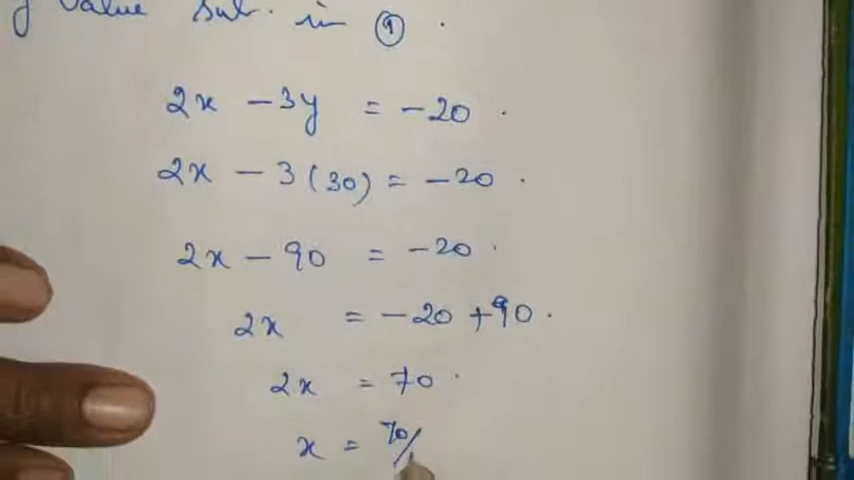 y value sub. in ①.
2x - 3y = -20.
2x - 3(30) = -20.
2x - 90 = -20.
2x = -20 + 90.
2x = 70.
x = 70/